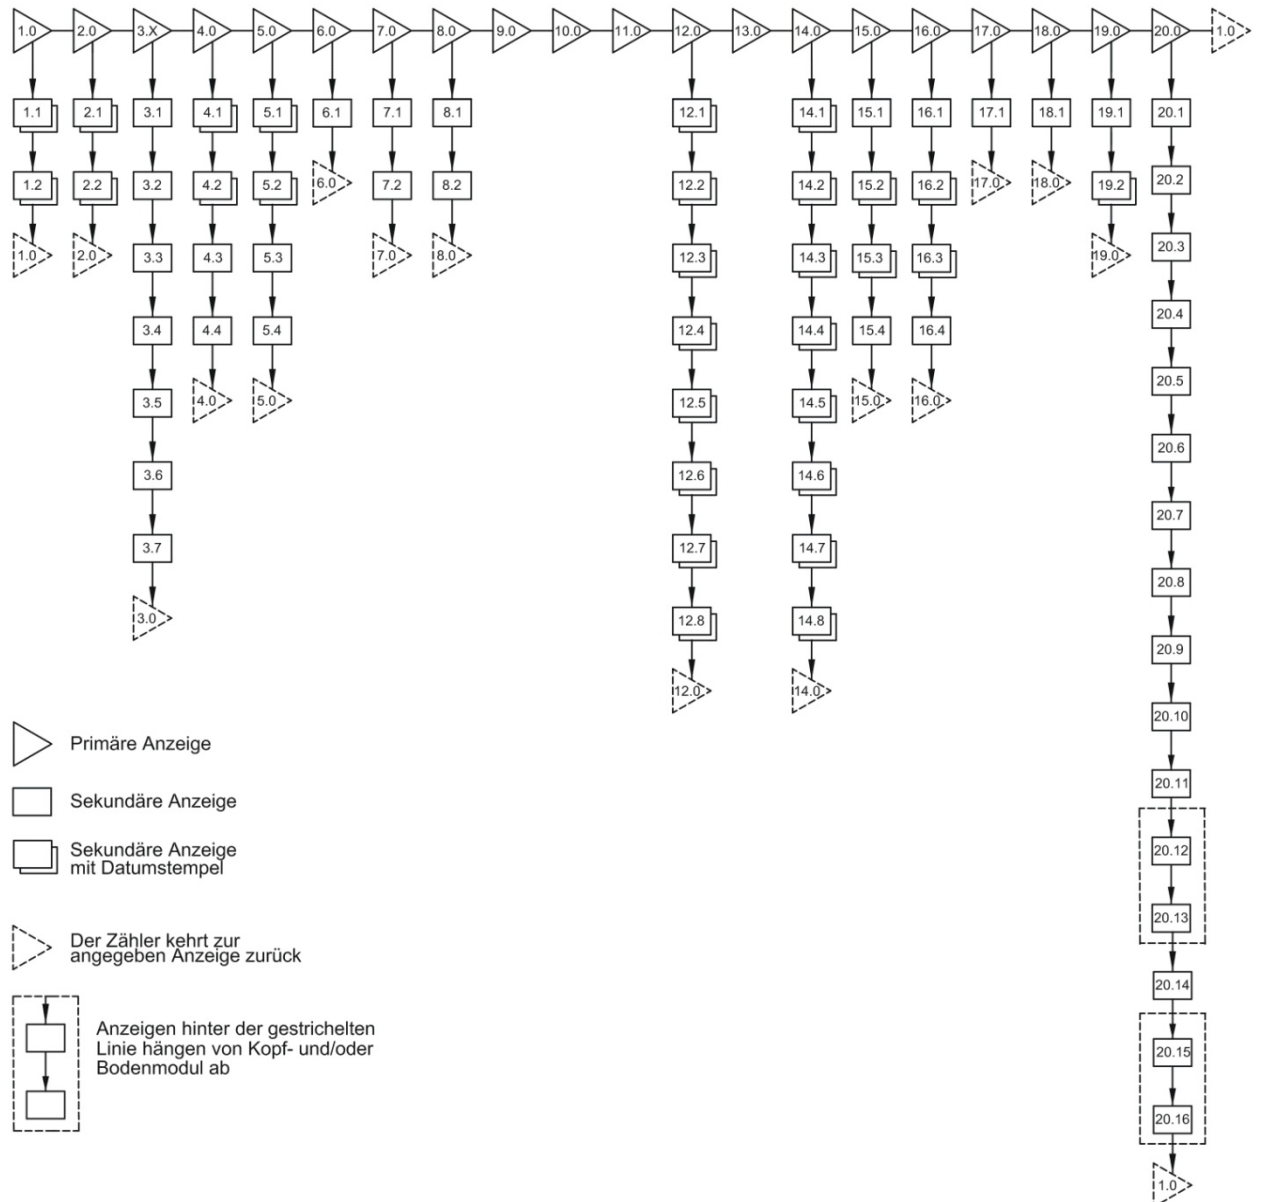 1.0 2.0 3.X 4.0 5.0 6.0 7.0 8.0 9.0 10.0 11.0 12.0 13.0 14.0 15.0 16.0 17.0 18.0 19.0 20.0 1.0
1.1 2.1 3.1 4.1 5.1 6.1 7.1 8.1 12.1 14.1 15.1 16.1 17.1 18.1 19.1 20.1
1.2 2.2 3.2 4.2 5.2 6.0 7.2 8.2 12.2 14.2 15.2 16.2 17.0 18.0 19.2 20.2
1.0 2.0 3.3 4.3 5.3 7.0 8.0 12.3 14.3 15.3 16.3 19.0 20.3
3.4 4.4 5.4 12.4 14.4 15.4 16.4 20.4
3.5 4.0 5.0 12.5 14.5 15.0 16.0 20.5
3.6 12.6 14.6 20.6
3.7 12.7 14.7 20.7
20.8
3.0 12.8 14.8 20.9
12.0 14.0 20.10
Primäre Anzeige
20.11
Sekundäre Anzeige
20.12
Sekundäre Anzeige
mit Datumstempel
20.13
Der Zähler kehrt zur
angegeben Anzeige zurück
20.14
Anzeigen hinter der gestrichelten
Linie hängen von Kopf- und/oder
Bodenmodul ab
20.15
20.16
1.0